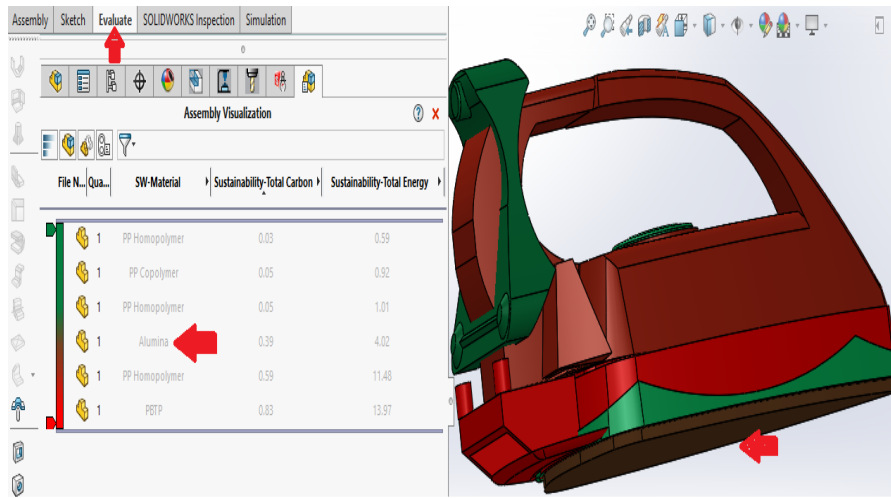 Assembly Sketch Evaluate SOLIDWORKS Inspection Simulation
Assembly Visualization
File N... Qua... SW-Material Sustainability-Total Carbon Sustainability-Total Energy
1 PP Homopolymer 0.03 0.59
1 PP Copolymer 0.05 0.92
1 PP Homopolymer 0.05 1.01
1 Alumina 0.39 4.02
1 PP Homopolymer 0.59 11.48
1 PBTP 0.83 13.97